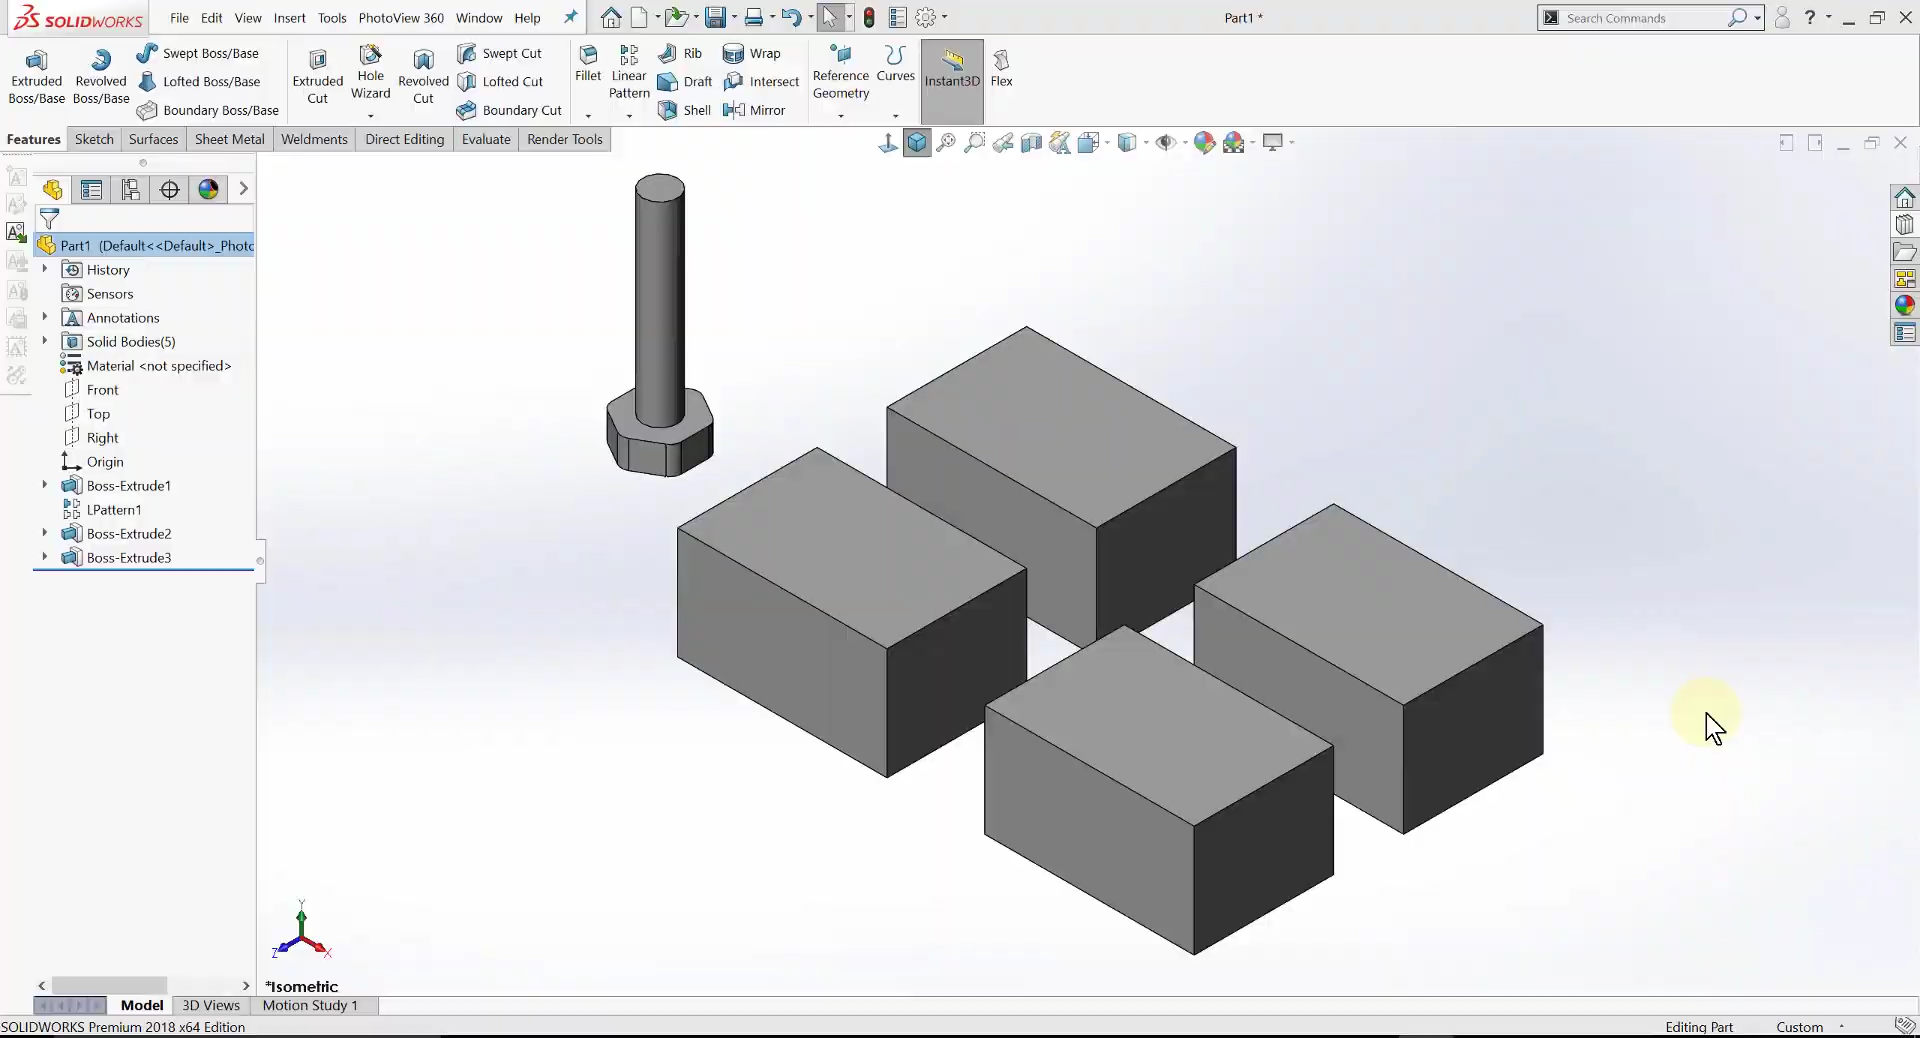 SOLIDWORKS File Edit View Insert Tools PhotoView 360 Window Help Part1 * Search Commands ?
Extruded Boss/Base
Revolved Boss/Base
Swept Boss/Base
Lofted Boss/Base
Boundary Boss/Base
Extruded Cut
Hole Wizard
Revolved Cut
Swept Cut
Lofted Cut
Boundary Cut
Fillet
Linear Pattern
Rib
Draft
Shell
Wrap
Intersect
Mirror
Reference Geometry
Curves
Instant3D
Flex
Features Sketch Surfaces Sheet Metal Weldments Direct Editing Evaluate Render Tools
Part1 (Default<<Default>_Photo
History
Sensors
Annotations
Solid Bodies(5)
Material <not specified>
Front
Top
Right
Origin
Boss-Extrude1
LPattern1
Boss-Extrude2
Boss-Extrude3
Y
Z X
*Isometric
Model 3D Views Motion Study 1
SOLIDWORKS Premium 2018 x64 Edition Editing Part Custom